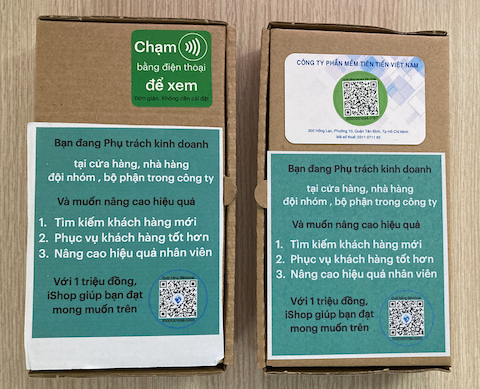 Chạm
bằng điện thoại
để xem
Đơn giản. Không cần cài đặt
Bạn đang Phụ trách kinh doanh
tại cửa hàng, nhà hàng
đội nhóm , bộ phận trong công ty
Và muốn nâng cao hiệu quả
1. Tìm kiếm khách hàng mới
2. Phục vụ khách hàng tốt hơn
3. Nâng cao hiệu quả nhân viên
Với 1 triệu đồng,
iShop giúp bạn đạt
mong muốn trên
CÔNG TY PHẦN MỀM TIÊN TIẾN VIỆT NAM
Bạn đang Phụ trách kinh doanh
tại cửa hàng, nhà hàng
đội nhóm , bộ phận trong công ty
Và muốn nâng cao hiệu quả
1. Tìm kiếm khách hàng mới
2. Phục vụ khách hàng tốt hơn
3. Nâng cao hiệu quả nhân viên
Với 1 triệu đồng,
iShop giúp bạn đạt
mong muốn trên